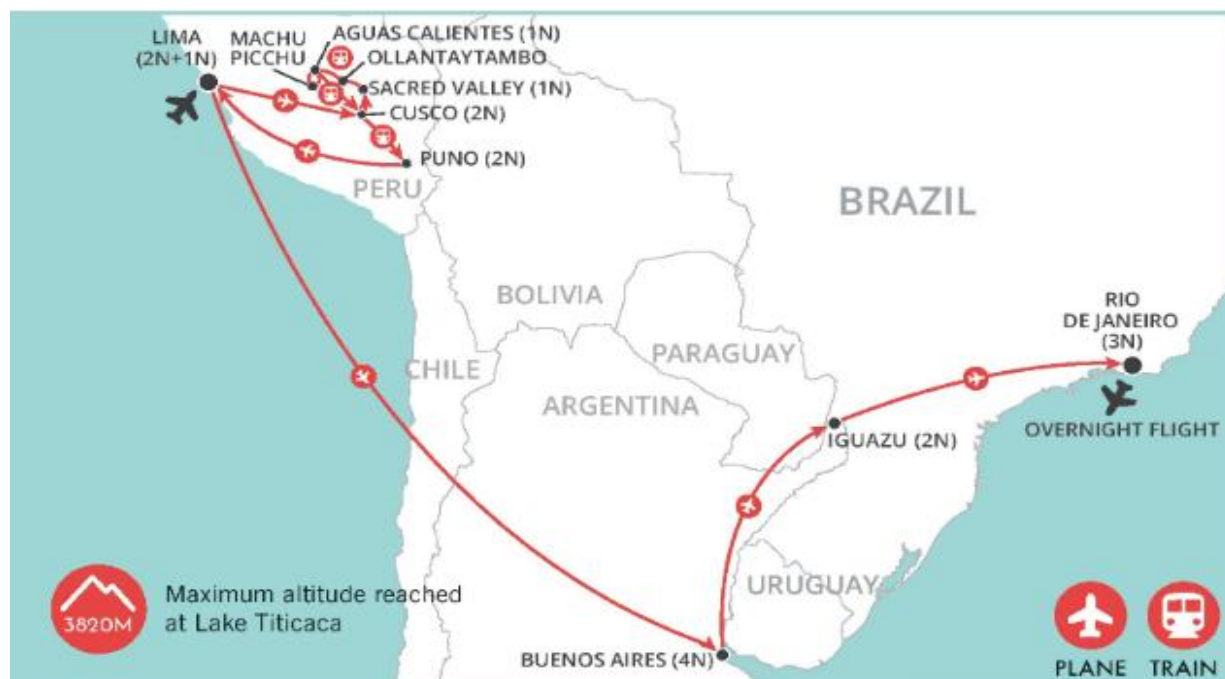 LIMA
(2N+1N)
MACHU
PICCHU
AGUAS CALIENTES (1N)
OLLANTAYTAMBO
SACRED VALLEY (1N)
CUSCO (2N)
PUNO (2N)
PERU
BRAZIL
BOLIVIA
PARAGUAY
CHILE
ARGENTINA
RIO
DE JANEIRO
(3N)
OVERNIGHT FLIGHT
IGUAZU (2N)
URUGUAY
BUENOS AIRES (4N)
3820M
Maximum altitude reached
at Lake Titicaca
PLANE
TRAIN